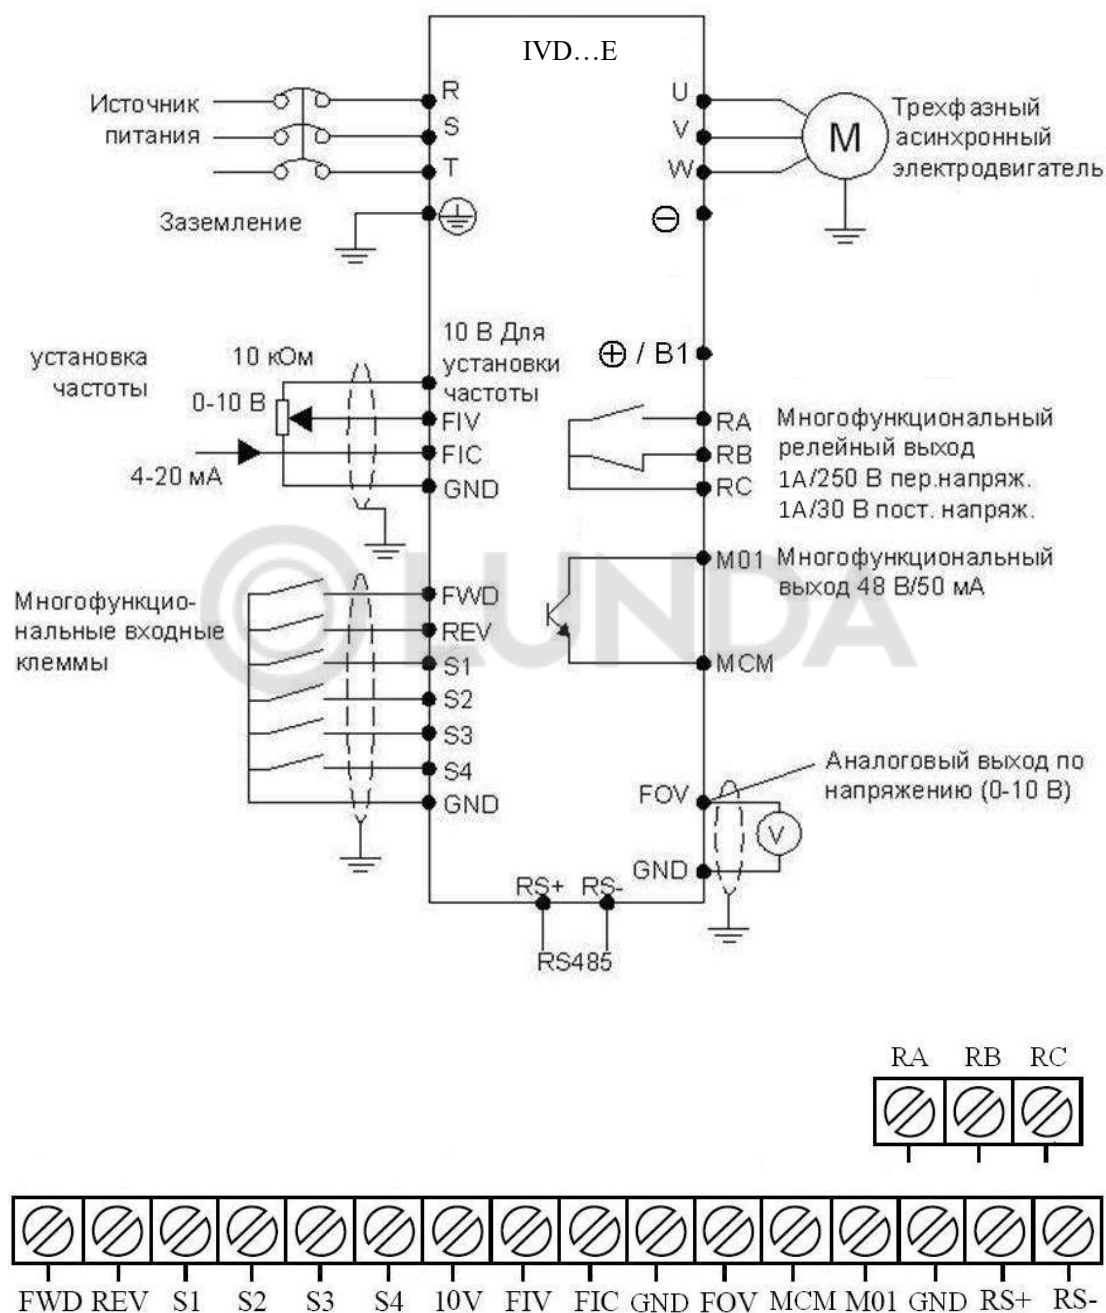 IVD...E
Источник
питания
R
S
T
Заземление
U
V
W
M
Трехфазный
асинхронный
электродвигатель
⊖
⊕ / B1
установка
частоты
10 кОм
0-10 В
4-20 мА
10 В Для
установки
частоты
FIV
FIC
GND
RA
RB
RC
Многофункциональный
релейный выход
1А/250 В пер.напряж.
1А/30 В пост. напряж.
M01
Многофункциональный
выход 48 В/50 мА
MCM
LUNDA
Многофункцио-
нальные входные
клеммы
FWD
REV
S1
S2
S3
S4
GND
FOV
GND
V
Аналоговый выход по
напряжению (0-10 В)
RS+ RS-
RS485
RA RB RC
FWD REV S1 S2 S3 S4 10V FIV FIC GND FOV MCM M01 GND RS+ RS-